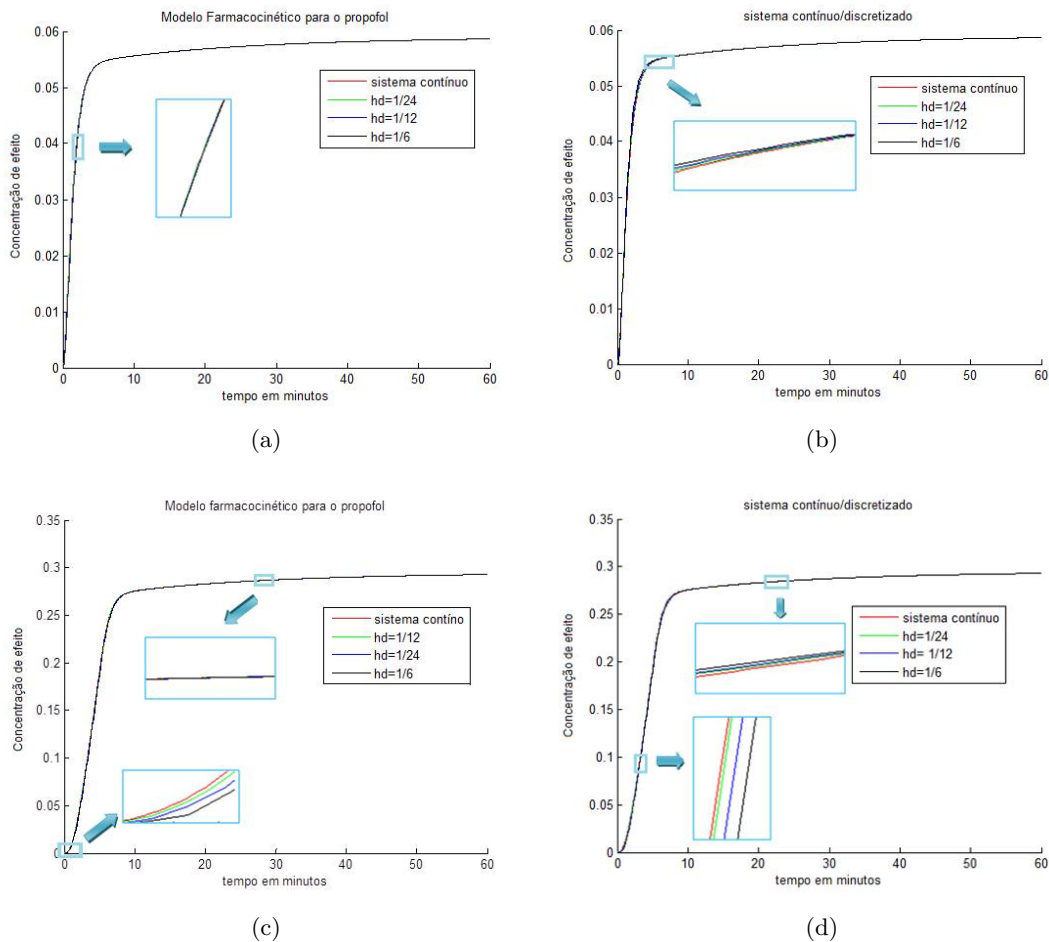 Modelo Farmacocinético para o propofol
0.06
0.05
0.04
0.03
0.02
0.01
0
Concentração de efeito
sistema contínuo
hd=1/24
hd=1/12
hd=1/6
0 10 20 30 40 50 60
tempo em minutos
(a)
sistema contínuo/discretizado
0.06
0.05
0.04
0.03
0.02
0.01
0
Concentração de efeito
sistema contínuo
hd=1/24
hd=1/12
hd=1/6
0 10 20 30 40 50 60
tempo em minutos
(b)
Modelo farmacocinético para o propofol
0.35
0.3
0.25
0.2
0.15
0.1
0.05
0
Concentração de efeito
sistema contíno
hd=1/12
hd=1/24
hd=1/6
0 10 20 30 40 50 60
tempo em minutos
(c)
sistema contínuo/discretizado
0.35
0.3
0.25
0.2
0.15
0.1
0.05
0
Concentração de efeito
sistema contínuo
hd=1/24
hd= 1/12
hd=1/6
0 10 20 30 40 50 60
tempo em minutos
(d)